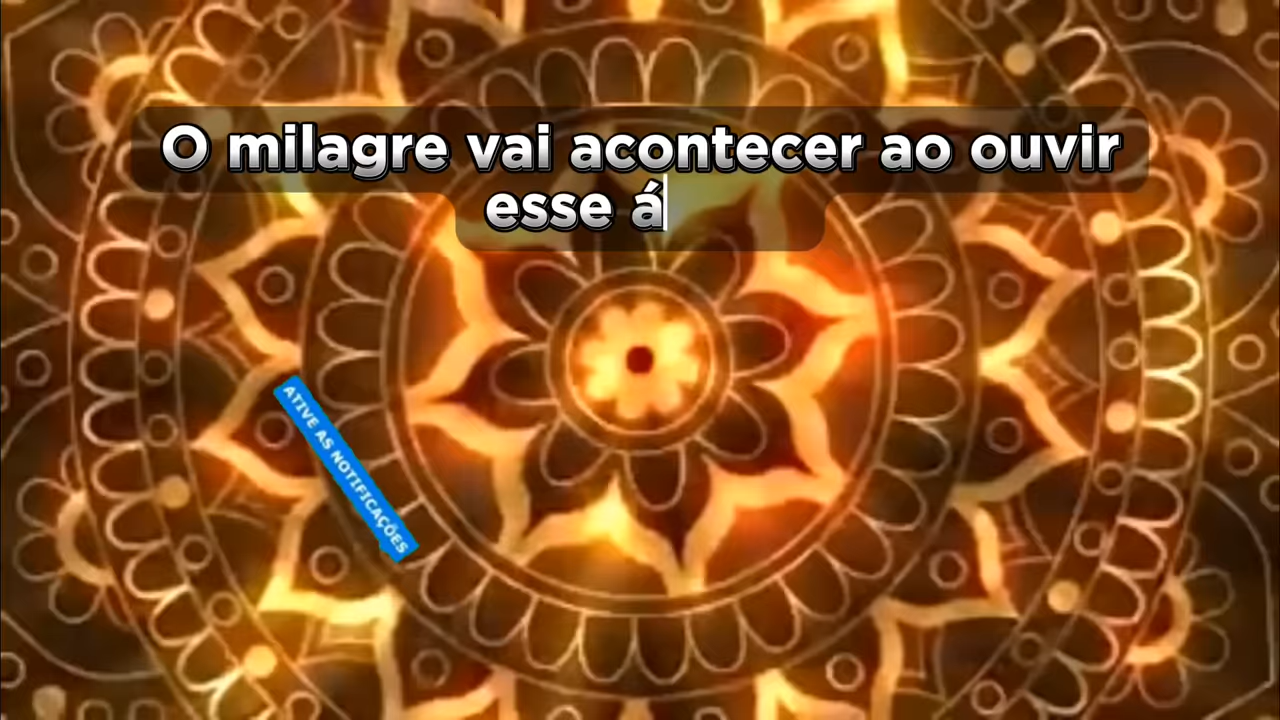 O milagre vai acontecer ao ouvir
esse á
ATIVE AS NOTIFICAÇÕES